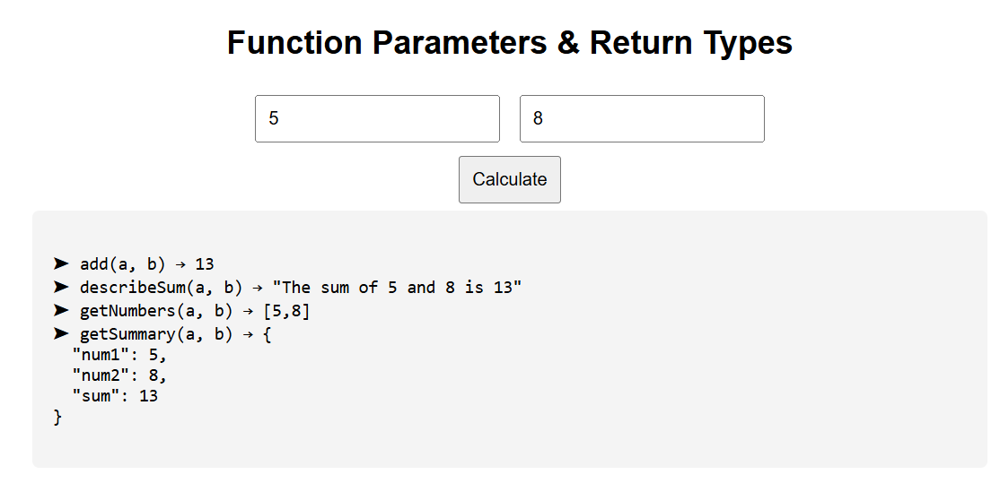 Function Parameters & Return Types
5 8
Calculate
➤ add(a, b) → 13
➤ describeSum(a, b) → "The sum of 5 and 8 is 13"
➤ getNumbers(a, b) → [5,8]
➤ getSummary(a, b) → {
  "num1": 5,
  "num2": 8,
  "sum": 13
}